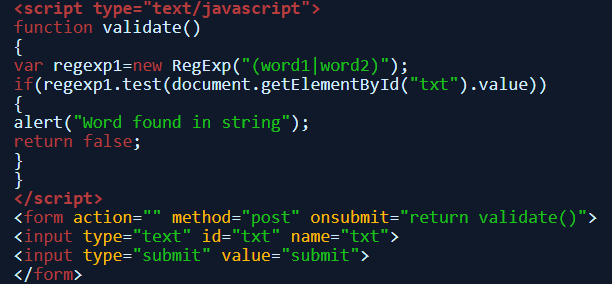 <script type="text/javascript">
function validate()
{
var regexp1=new RegExp("(word1|word2)");
if(regexp1.test(document.getElementById("txt").value))
{
alert("Word found in string");
return false;
}
}
</script>
<form action="" method="post" onsubmit="return validate()">
<input type="text" id="txt" name="txt">
<input type="submit" value="submit">
</form>